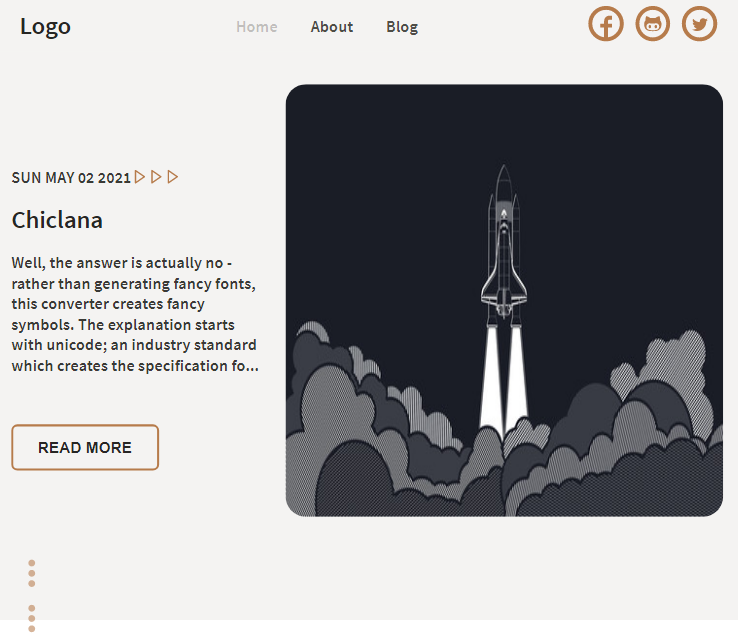 Logo
Home About Blog
SUN MAY 02 2021
Chiclana
Well, the answer is actually no -
rather than generating fancy fonts,
this converter creates fancy
symbols. The explanation starts
with unicode; an industry standard
which creates the specification fo...
READ MORE